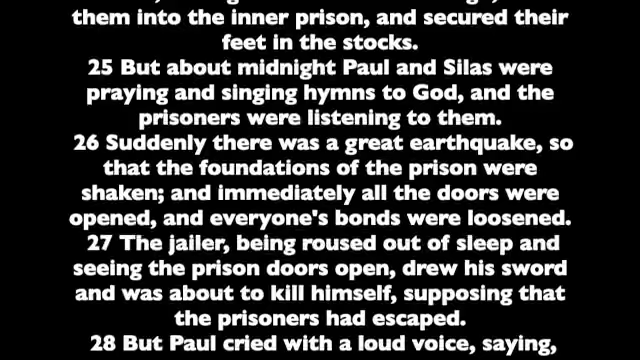 them into the inner prison, and secured their
feet in the stocks.
25 But about midnight Paul and Silas were
praying and singing hymns to God, and the
prisoners were listening to them.
26 Suddenly there was a great earthquake, so
that the foundations of the prison were
shaken; and immediately all the doors were
opened, and everyone's bonds were loosened.
27 The jailer, being roused out of sleep and
seeing the prison doors open, drew his sword
and was about to kill himself, supposing that
the prisoners had escaped.
28 But Paul cried with a loud voice, saying,